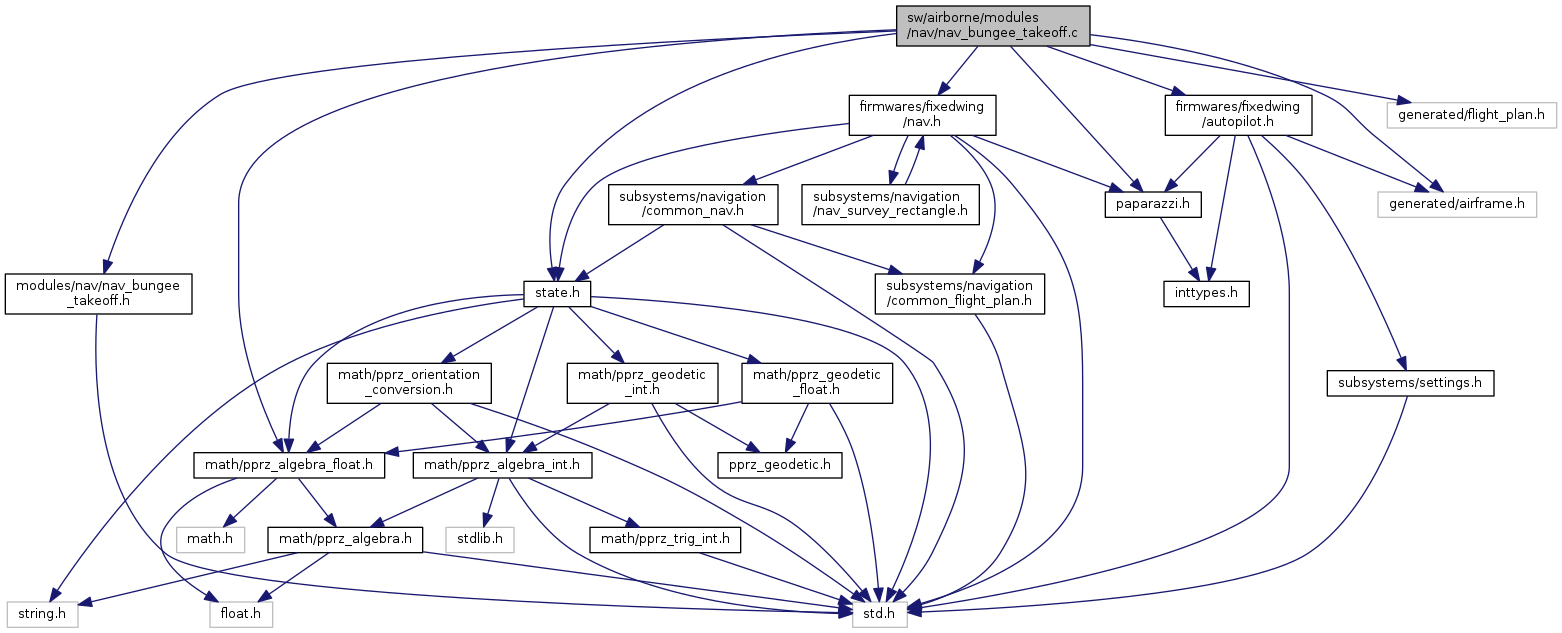 sw/airborne/modules
/nav/nav_bungee_takeoff.c
firmwares/fixedwing
/nav.h
firmwares/fixedwing
/autopilot.h
generated/flight_plan.h
subsystems/navigation
/common_nav.h
subsystems/navigation
/nav_survey_rectangle.h
paparazzi.h
generated/airframe.h
modules/nav/nav_bungee
_takeoff.h
state.h
subsystems/navigation
/common_flight_plan.h
inttypes.h
math/pprz_orientation
_conversion.h
math/pprz_geodetic
_int.h
math/pprz_geodetic
_float.h
subsystems/settings.h
math/pprz_algebra_float.h
math/pprz_algebra_int.h
pprz_geodetic.h
math.h
math/pprz_algebra.h
stdlib.h
math/pprz_trig_int.h
string.h
float.h
std.h